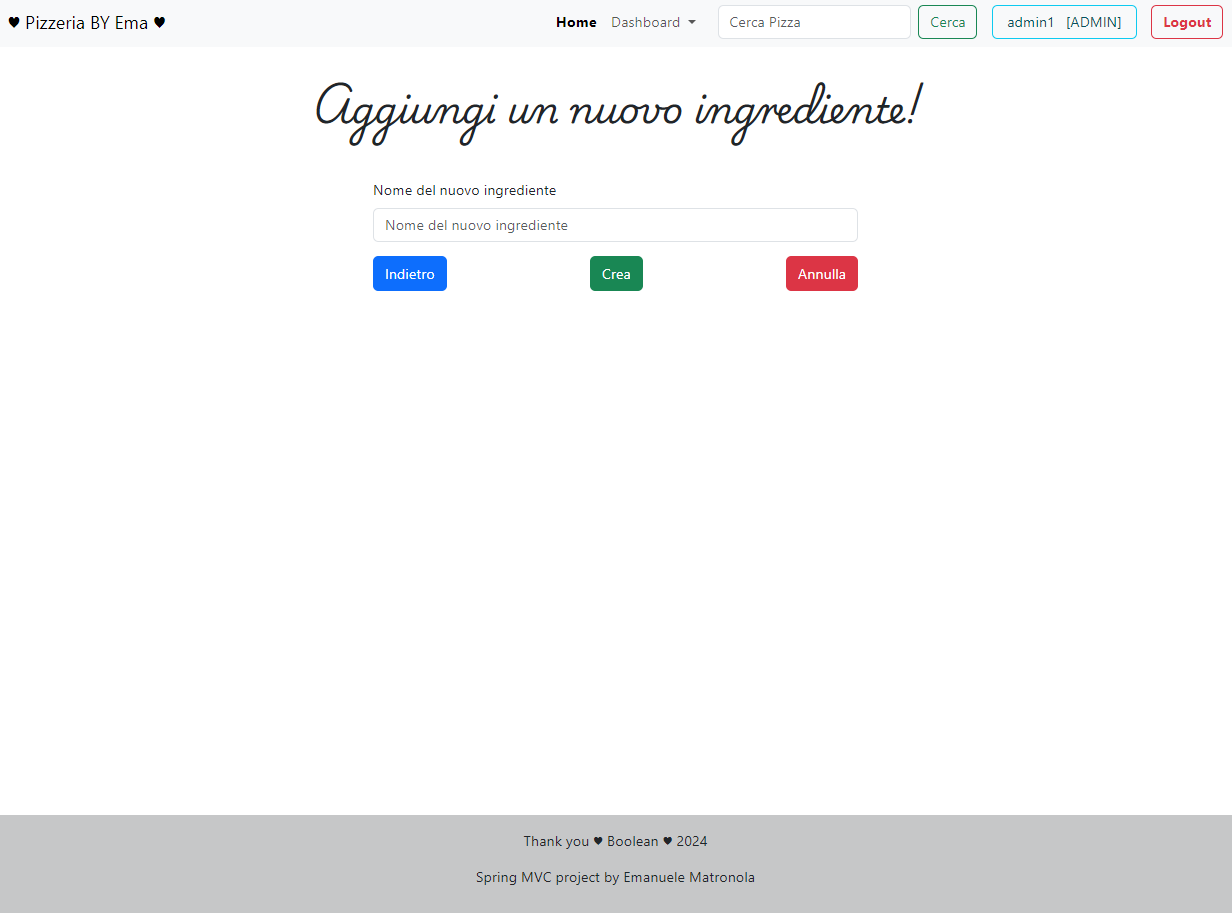 ♥ Pizzeria BY Ema ♥ Home Dashboard Cerca Pizza Cerca admin1 [ADMIN] Logout
Aggiungi un nuovo ingrediente!
Nome del nuovo ingrediente
Nome del nuovo ingrediente
Indietro Crea Annulla
Thank you ♥ Boolean ♥ 2024
Spring MVC project by Emanuele Matronola